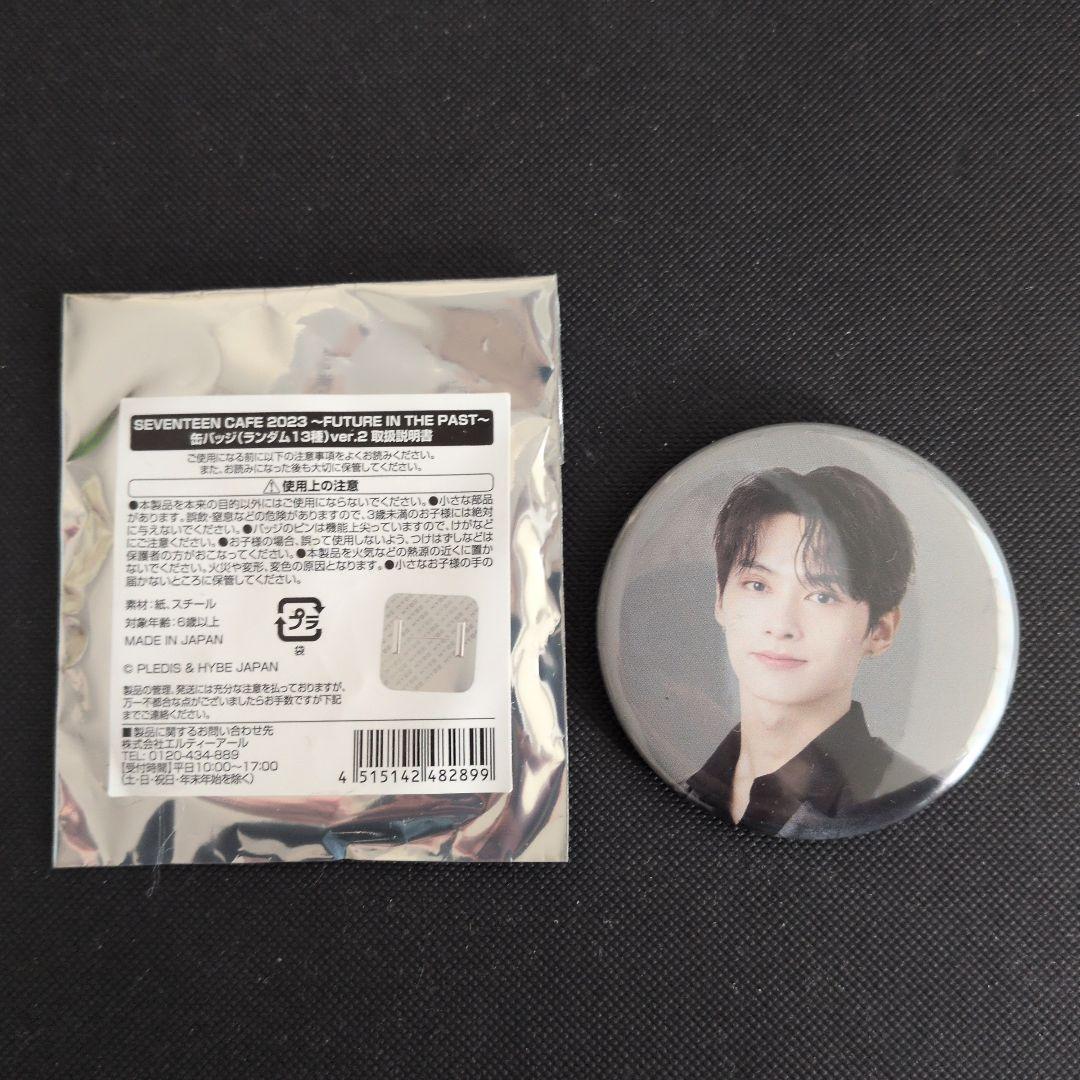 SEVENTEEN CAFE 2023 ~FUTURE IN THE PAST~
缶バッジ(ランダム13種)ver.2 取扱説明書
ご使用になる前に以下の注意事項をよくお読みください。
また、お読みになった後も大切に保管してください。
⚠使用上の注意
●本製品を本来の目的以外にはご使用にならないでください。●小さな部品
があります。誤飲・窒息などの危険がありますので、3歳未満のお子様には絶対
に与えないでください。●バッジのピンは機能上尖っていますので、けがなど
にご注意ください。●お子様の場合、誤って使用しないよう、つけはずしなどは
保護者の方がおこなってください。●本製品を火気などの熱源の近くに置か
ないでください。火災や変形、変色の原因となります。●小さなお子様の手の
届かないところに保管してください。
素材:紙、スチール
対象年齢:6歳以上
MADE IN JAPAN
プラ
袋
© PLEDIS & HYBE JAPAN
製品の管理、発送には充分な注意を払っておりますが、
万一不都合な点がございましたらお手数ですが下記
までご連絡ください。
■製品に関するお問い合わせ先
株式会社エルティーアール
TEL: 0120-434-889
【受付時間】平日10:00~17:00
(土・日・祝日・年末年始を除く)
4 515142 482899